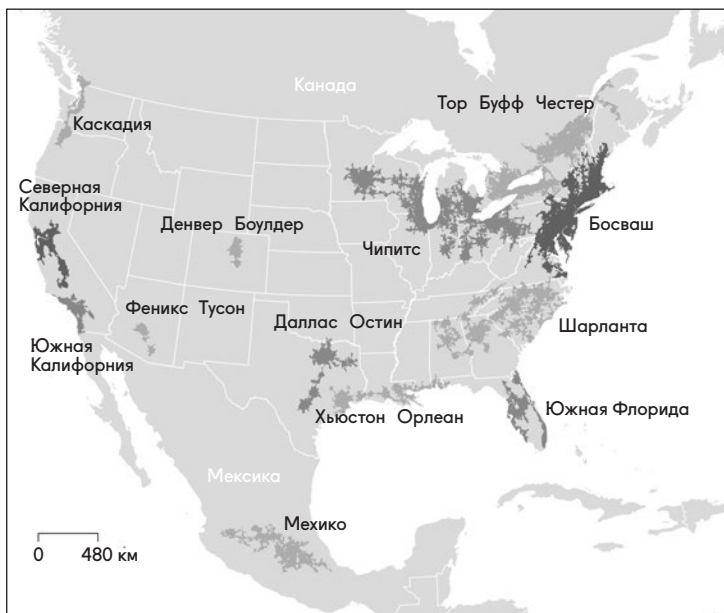 Канада
Тор Буфф Честер
Каскадия
Северная
Калифорния
Денвер Боулдер
Чипитс
Босваш
Феникс Тусон
Даллас Остин
Шарланта
Южная
Калифорния
Хьюстон Орлеан
Южная Флорида
Мексика
Мехико
0 480 км